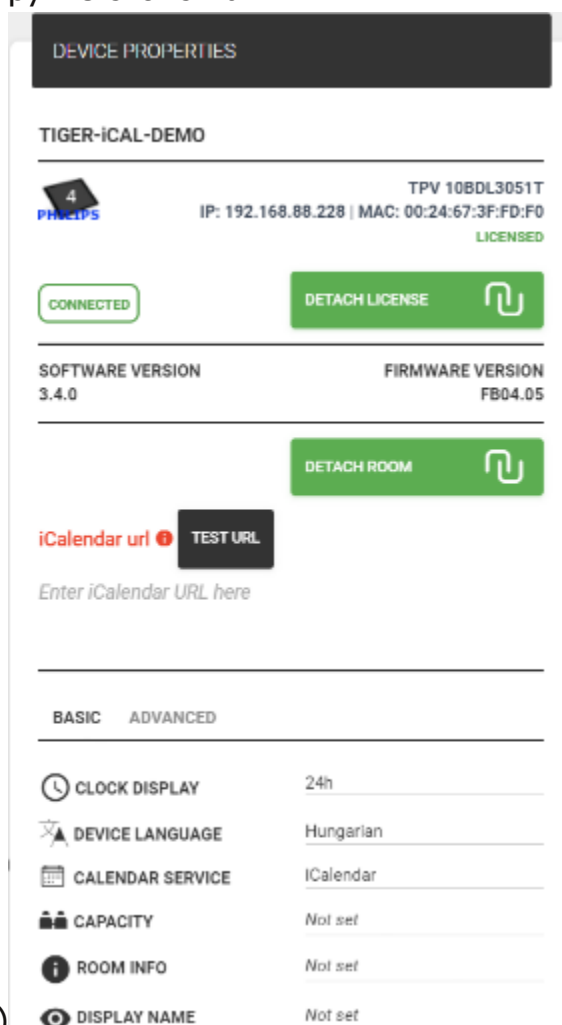 DEVICE PROPERTIES
TIGER-iCAL-DEMO
4
PHILIPS
TPV 10BDL3051T
IP: 192.168.88.228 | MAC: 00:24:67:3F:FD:F0
LICENSED
CONNECTED
DETACH LICENSE
SOFTWARE VERSION
3.4.0
FIRMWARE VERSION
FB04.05
DETACH ROOM
iCalendar url
TEST URL
Enter iCalendar URL here
BASIC ADVANCED
CLOCK DISPLAY 24h
DEVICE LANGUAGE Hungarian
CALENDAR SERVICE ICalendar
CAPACITY Not set
ROOM INFO Not set
) DISPLAY NAME Not set